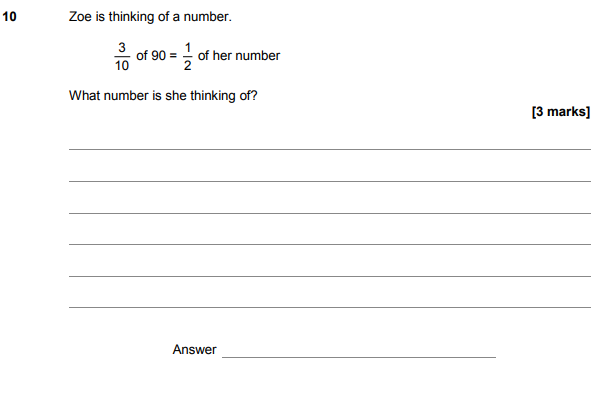 10 Zoe is thinking of a number.
3/10 of 90 = 1/2 of her number
What number is she thinking of?
[3 marks]
Answer